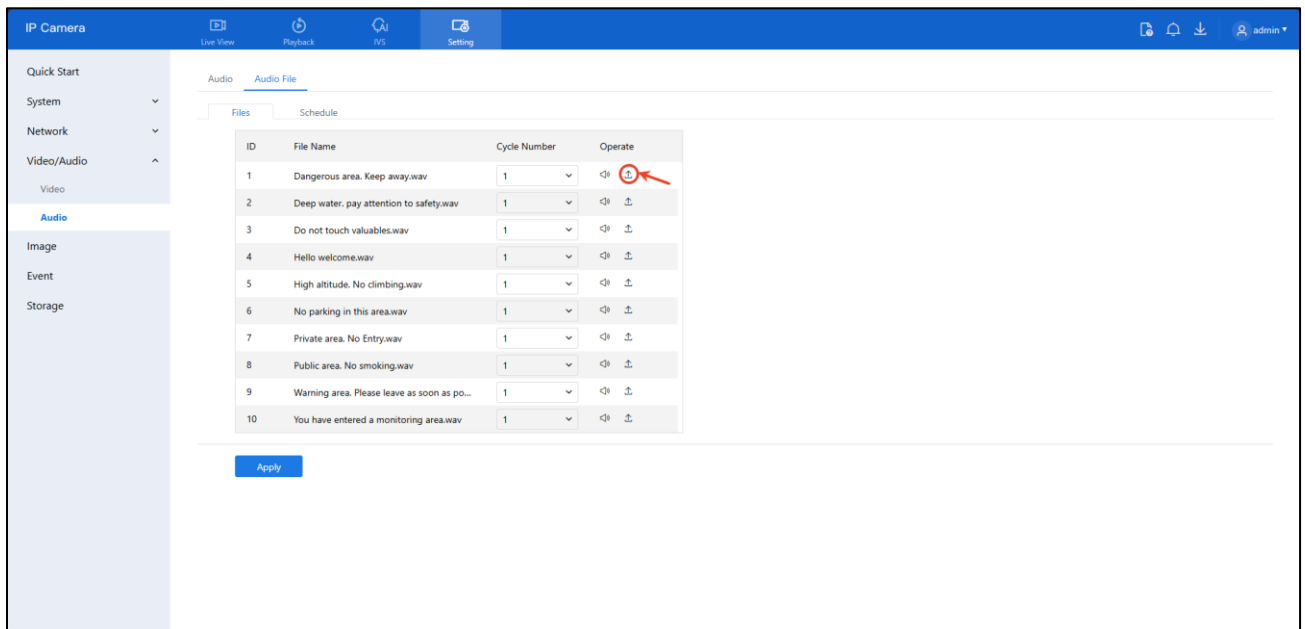 IP Camera
Live View
Playback
AI
IVS
Setting
admin
Quick Start
System
Network
Video/Audio
Video
Audio
Image
Event
Storage
Audio Audio File
Files Schedule
ID File Name Cycle Number Operate
1 Dangerous area. Keep away.wav 1
2 Deep water. pay attention to safety.wav 1
3 Do not touch valuables.wav 1
4 Hello welcome.wav 1
5 High altitude. No climbing.wav 1
6 No parking in this area.wav 1
7 Private area. No Entry.wav 1
8 Public area. No smoking.wav 1
9 Warning area. Please leave as soon as po... 1
10 You have entered a monitoring area.wav 1
Apply